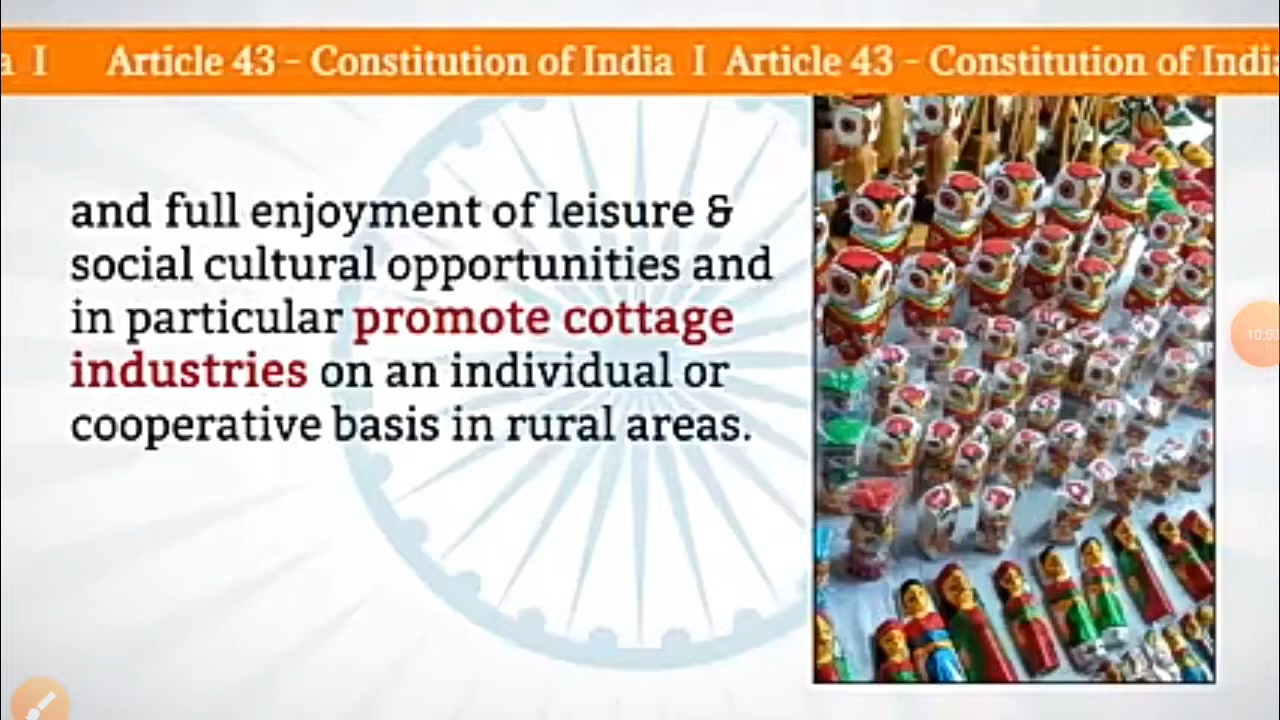 a I Article 43 - Constitution of India I Article 43 - Constitution of India
and full enjoyment of leisure &
social cultural opportunities and
in particular promote cottage
industries on an individual or
cooperative basis in rural areas.